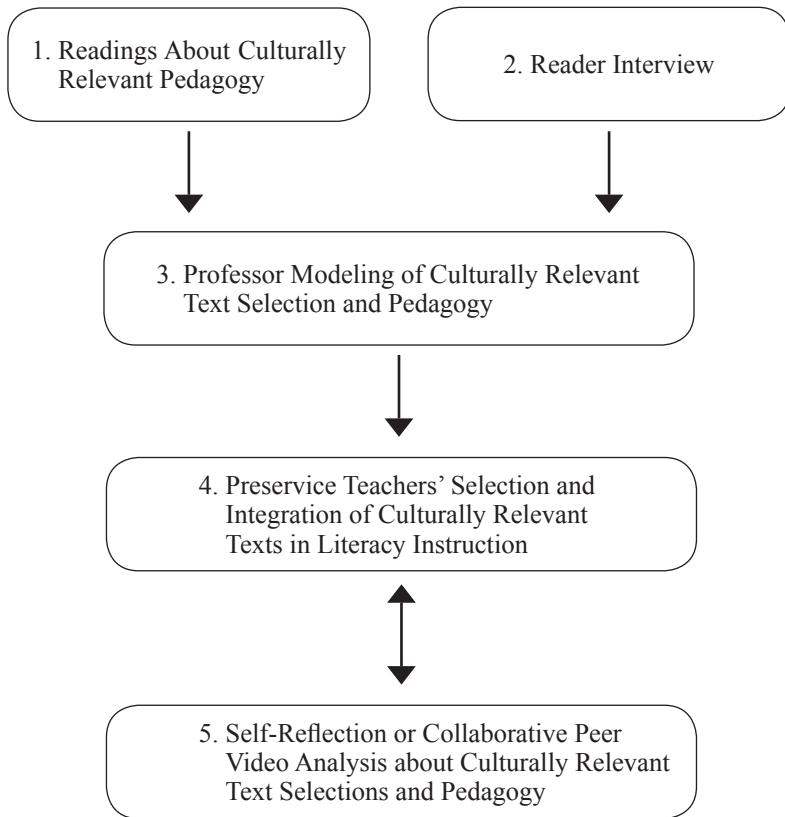 1. Readings About Culturally
Relevant Pedagogy
2. Reader Interview
3. Professor Modeling of Culturally Relevant
Text Selection and Pedagogy
4. Preservice Teachers’ Selection and
Integration of Culturally Relevant
Texts in Literacy Instruction
5. Self-Reflection or Collaborative Peer
Video Analysis about Culturally Relevant
Text Selections and Pedagogy